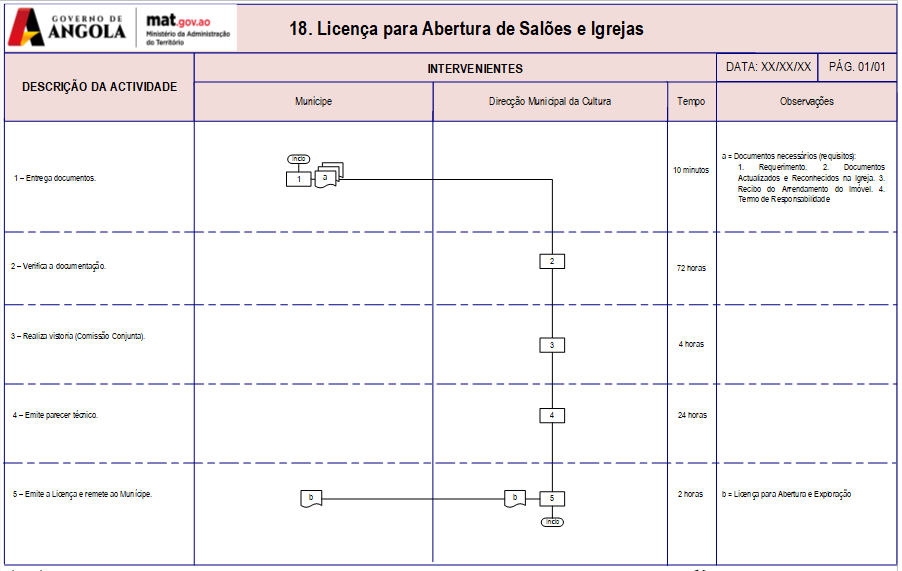 GOVERNO DE
ANGOLA
mat.gov.ao
Ministério da Administração
do Território
18. Licença para Abertura de Salões e Igrejas
DESCRIÇÃO DA ACTIVIDADE
INTERVENIENTES
DATA: XX/XX/XX
PÁG. 01/01
Munícipe
Direcção Municipal da Cultura
Tempo
Observações
1 – Entrega documentos.
Início
1
a
10 minutos
a = Documentos necessários (requisitos):
1. Requerimento. 2. Documentos
Actualizados e Reconhecidos na Igreja. 3.
Recibo do Arrendamento do Imóvel. 4.
Termo de Responsabilidade
2 – Verifica a documentação.
2
72 horas
3 – Realiza vistoria (Comissão Conjunta).
3
4 horas
4 – Emite parecer técnico.
4
24 horas
5 – Emite a Licença e remete ao Munícipe.
b
b
5
Início
2 horas
b = Licença para Abertura e Exploração